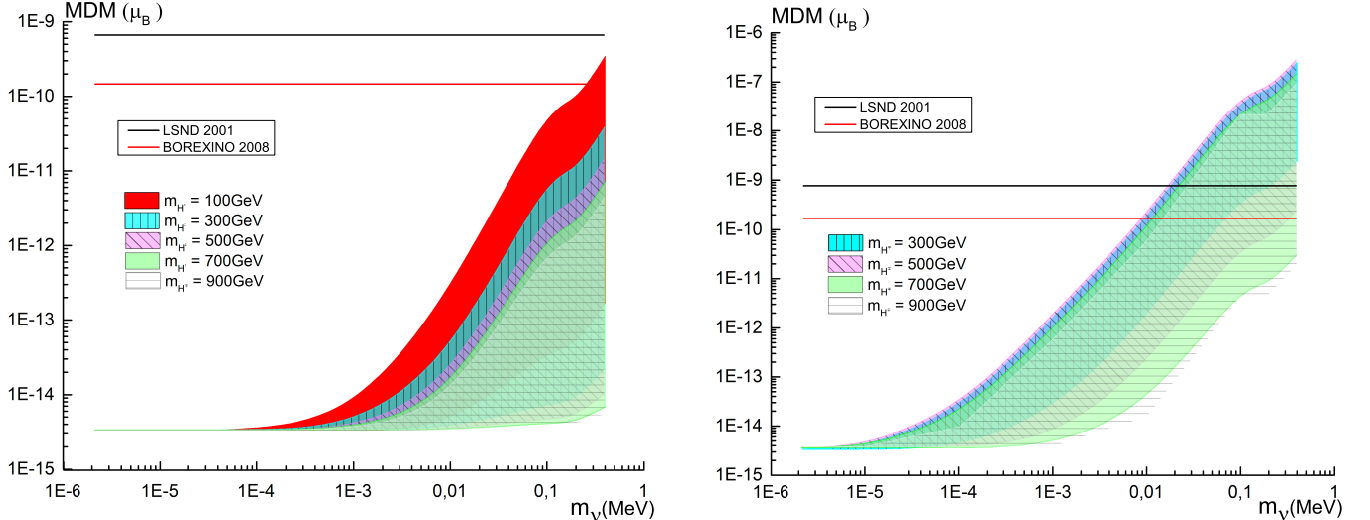 MDM (μB)
1E-9
1E-10
1E-11
1E-12
1E-13
1E-14
1E-15
LSND 2001
BOREXINO 2008
mH- = 100GeV
mH- = 300GeV
mH- = 500GeV
mH- = 700GeV
mH- = 900GeV
1E-6
1E-5
1E-4
1E-3
0,01
0,1
1
mν(MeV)
MDM (μB)
1E-6
1E-7
1E-8
1E-9
1E-10
1E-11
1E-12
1E-13
1E-14
1E-15
LSND 2001
BOREXINO 2008
mH+ = 300GeV
mH+ = 500GeV
mH+ = 700GeV
mH+ = 900GeV
1E-6
1E-5
1E-4
1E-3
0,01
0,1
1
mν(MeV)